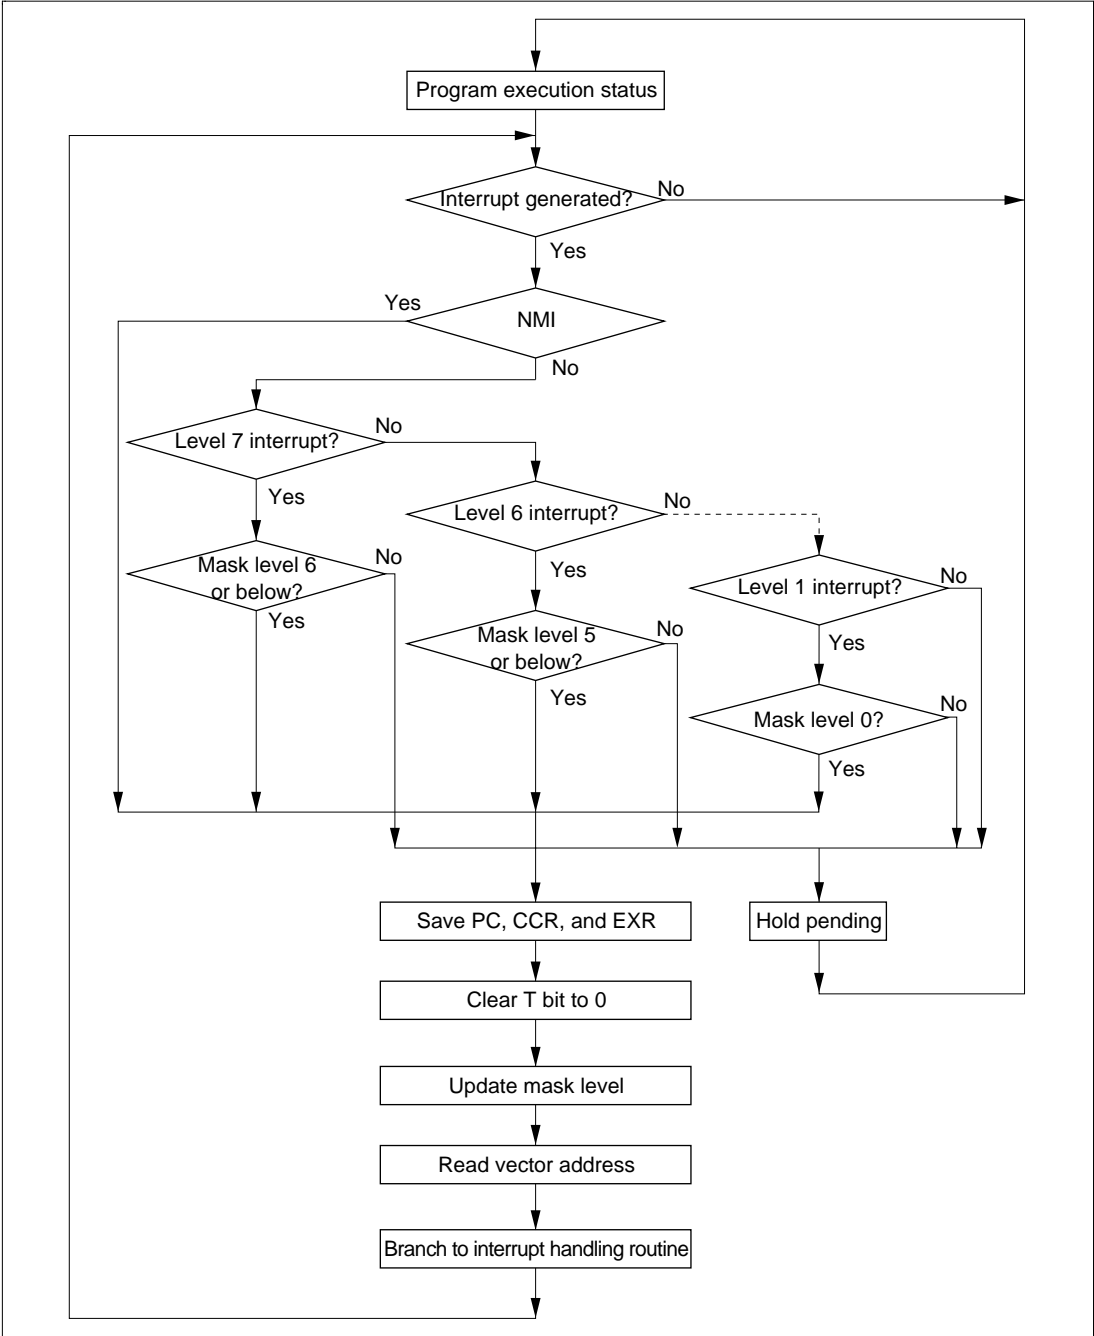 Program execution status
Interrupt generated?
No
Yes
Yes
NMI
No
Level 7 interrupt?
No
Yes
Level 6 interrupt?
No
Mask level 6
or below?
No
Yes
Level 1 interrupt?
No
Yes
Mask level 5
or below?
No
Yes
Yes
Mask level 0?
No
Yes
Save PC, CCR, and EXR
Hold pending
Clear T bit to 0
Update mask level
Read vector address
Branch to interrupt handling routine